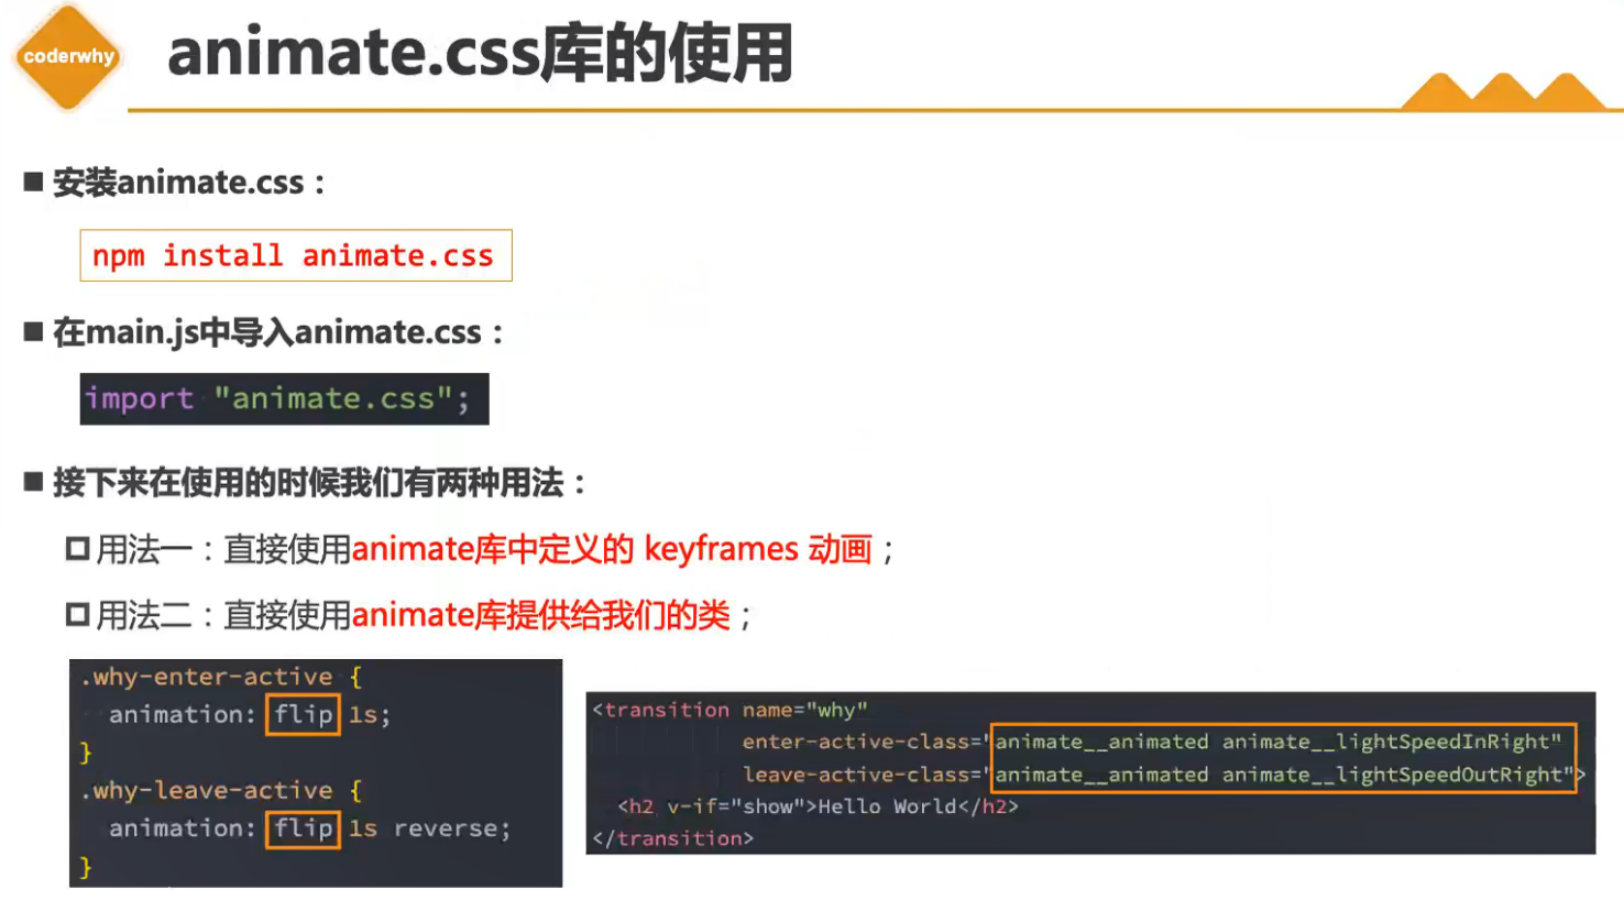 coderwhy
animate.css库的使用
安装animate.css：
npm install animate.css
在main.js中导入animate.css：
import "animate.css";
接下来在使用的时候我们有两种用法：
用法一：直接使用animate库中定义的 keyframes 动画；
用法二：直接使用animate库提供给我们的类；
.why-enter-active {
animation: flip 1s;
}
.why-leave-active {
animation: flip 1s reverse;
}
<transition name="why"
enter-active-class="animate__animated animate__lightSpeedInRight"
leave-active-class="animate__animated animate__lightSpeedOutRight">
<h2 v-if="show">Hello World</h2>
</transition>